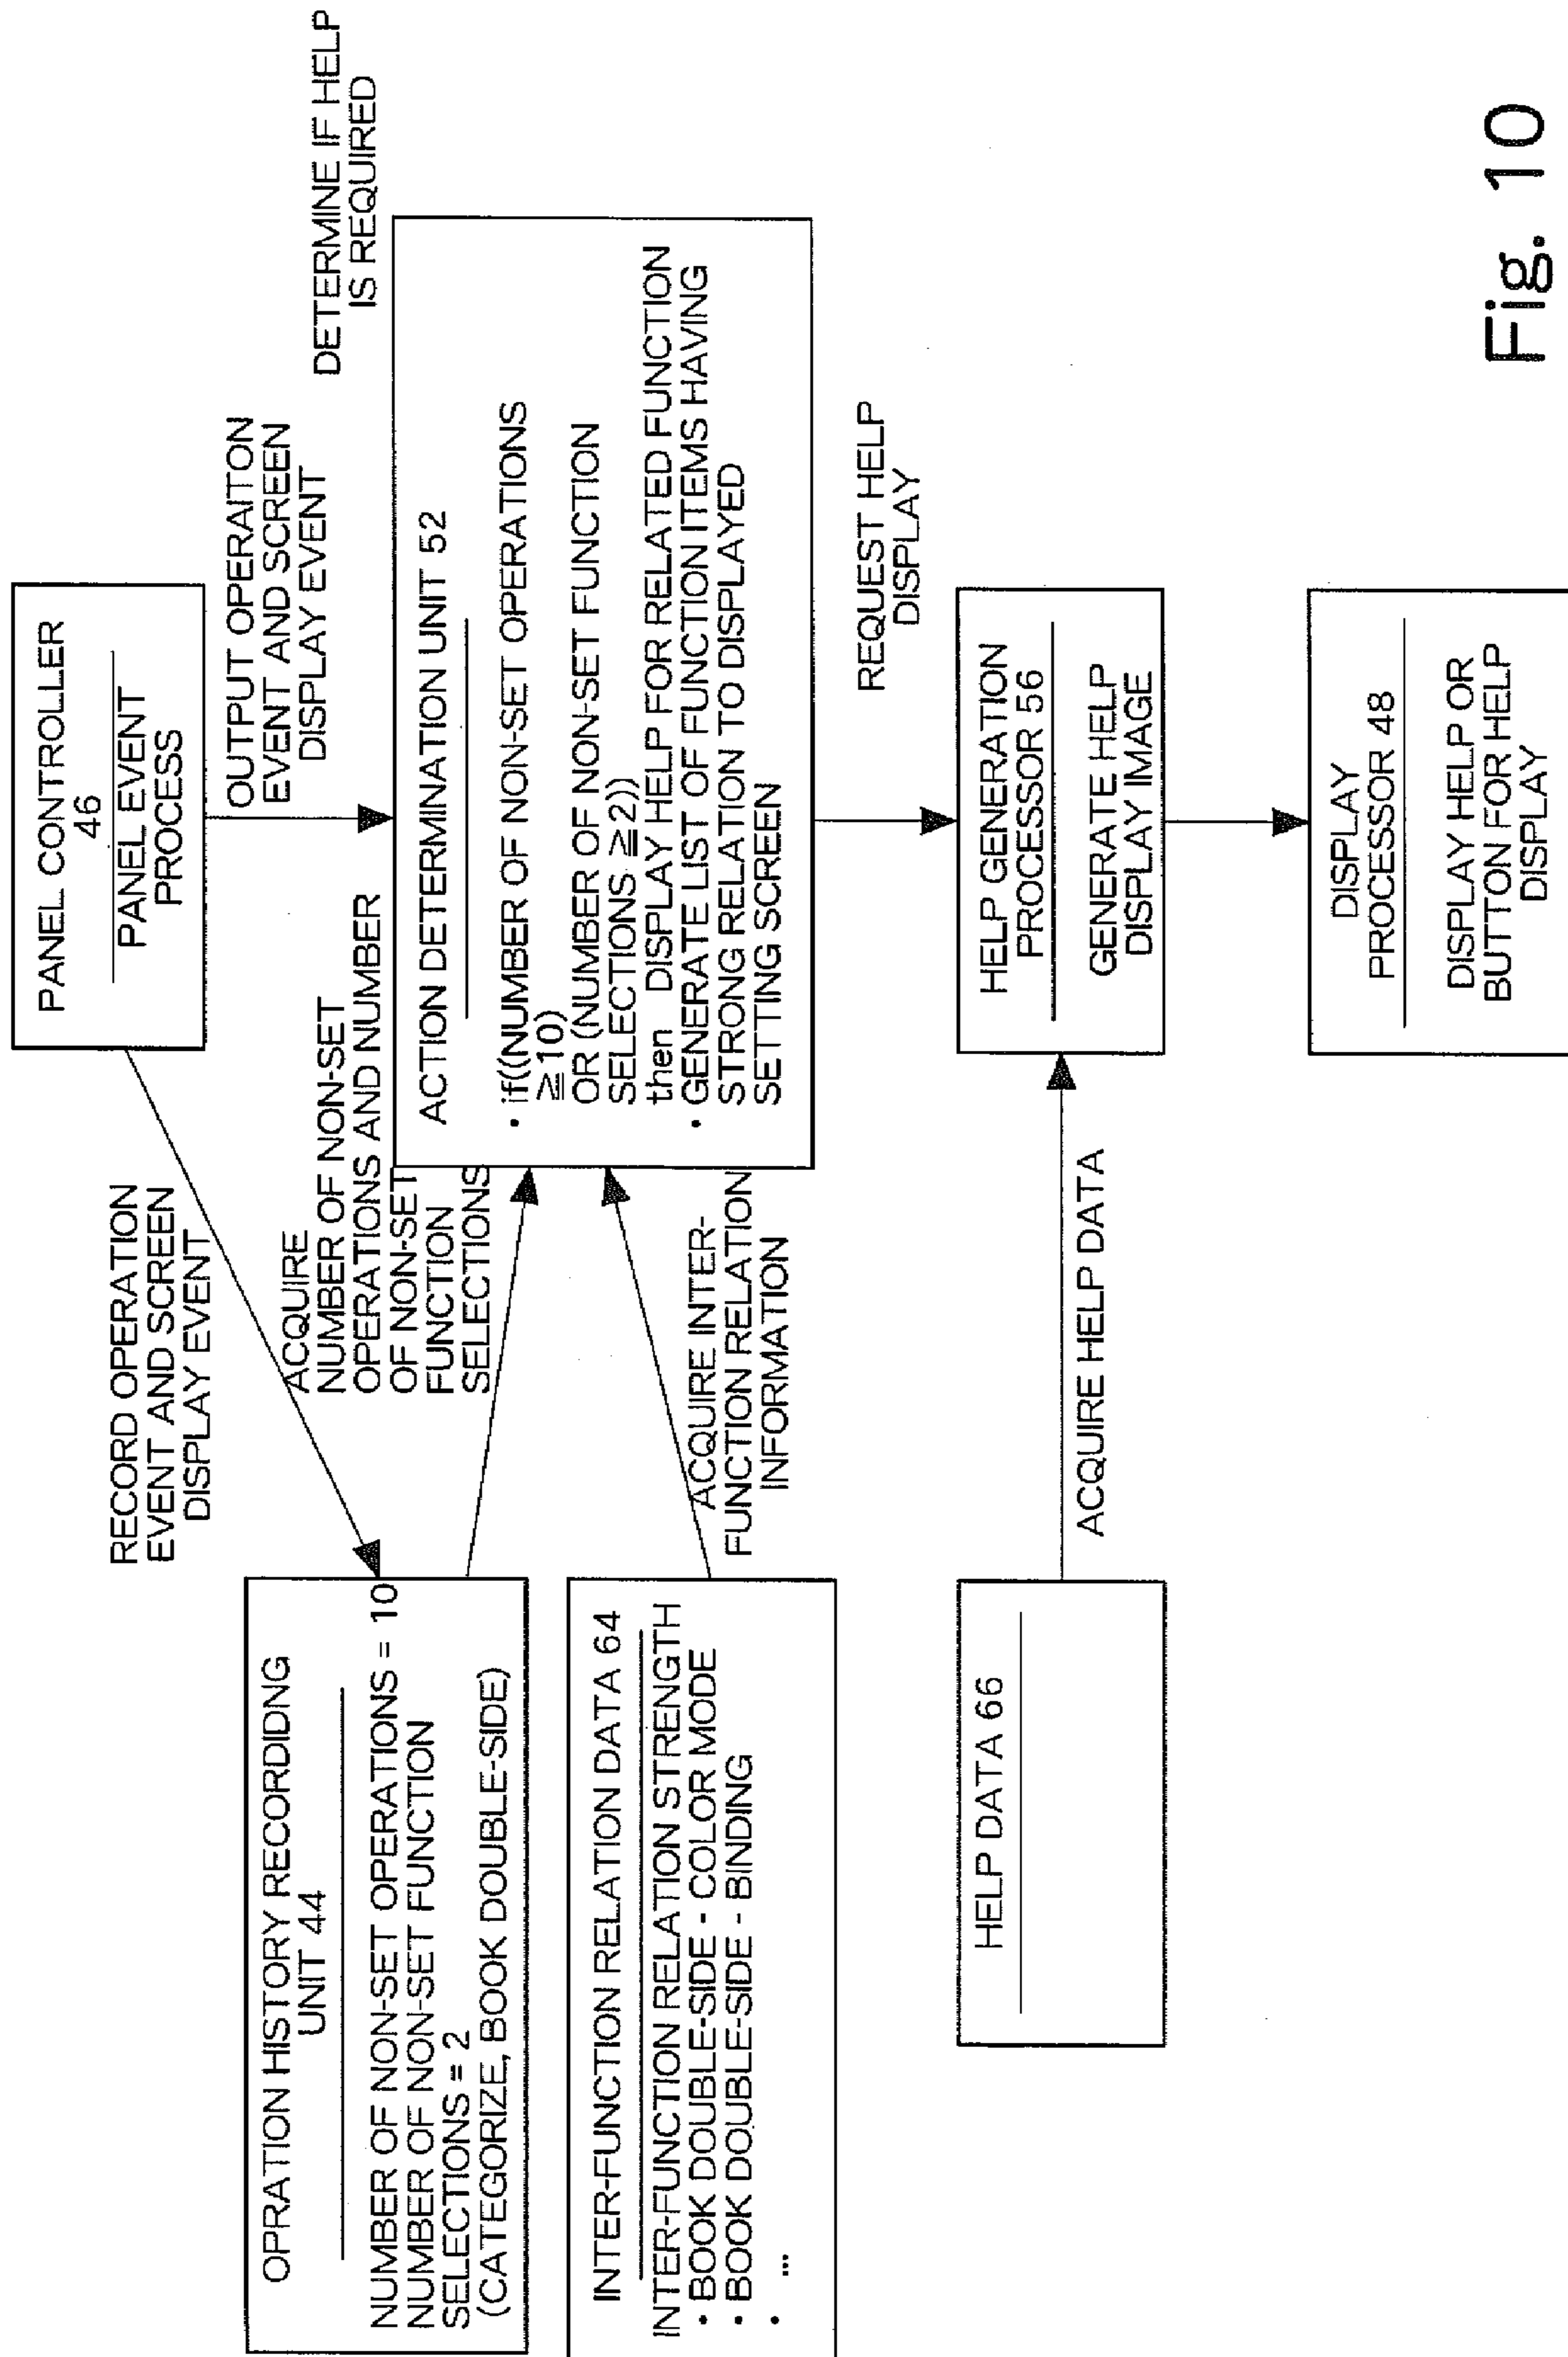 PANEL CONTROLLER
46
PANEL EVENT
PROCESS
RECORD OPERATION
EVENT AND SCREEN
DISPLAY EVENT
OUTPUT OPERAITON
EVENT AND SCREEN
DISPLAY EVENT
DETERMINE IF HELP
IS REQUIRED
OPRATION HISTORY RECORDIDNG
UNIT 44
NUMBER OF NON-SET OPERATIONS = 10
NUMBER OF NON-SET FUNCTION
SELECTIONS = 2
(CATEGORIZE, BOOK DOUBLE-SIDE)
ACQUIRE
NUMBER OF NON-SET
OPERATIONS AND NUMBER
OF NON-SET
FUNCTION
SELECTIONS
ACTION DETERMINATION UNIT 52
• if((NUMBER OF NON-SET OPERATIONS
≧10)
OR (NUMBER OF NON-SET FUNCTION
SELECTIONS ≧2))
then DISPLAY HELP FOR RELATED FUNCTION
• GENERATE LIST OF FUNCTION ITEMS HAVING
STRONG RELATION TO DISPLAYED
SETTING SCREEN
INTER-FUNCTION RELATION DATA 64
INTER-FUNCTION RELATION STRENGTH
• BOOK DOUBLE-SIDE - COLOR MODE
• BOOK DOUBLE-SIDE - BINDING
• ...
ACQUIRE INTER-
FUNCTION RELATION
INFORMATION
REQUEST HELP
DISPLAY
HELP DATA 66
ACQUIRE HELP DATA
HELP GENERATION
PROCESSOR 56
GENERATE HELP
DISPLAY IMAGE
DISPLAY
PROCESSOR 48
DISPLAY HELP OR
BUTTON FOR HELP
DISPLAY
Fig. 10